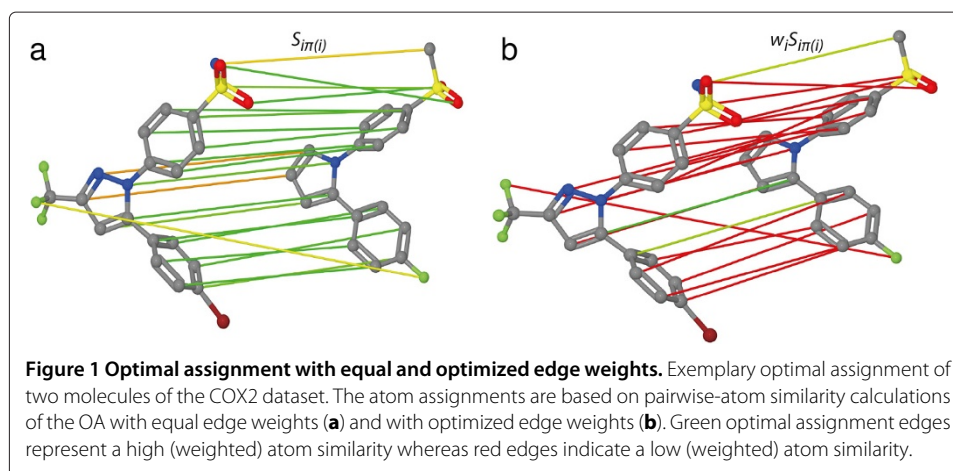 a
S_{iπ(i)}
b
w_iS_{iπ(i)}
Figure 1 Optimal assignment with equal and optimized edge weights. Exemplary optimal assignment of
two molecules of the COX2 dataset. The atom assignments are based on pairwise-atom similarity calculations
of the OA with equal edge weights (a) and with optimized edge weights (b). Green optimal assignment edges
represent a high (weighted) atom similarity whereas red edges indicate a low (weighted) atom similarity.